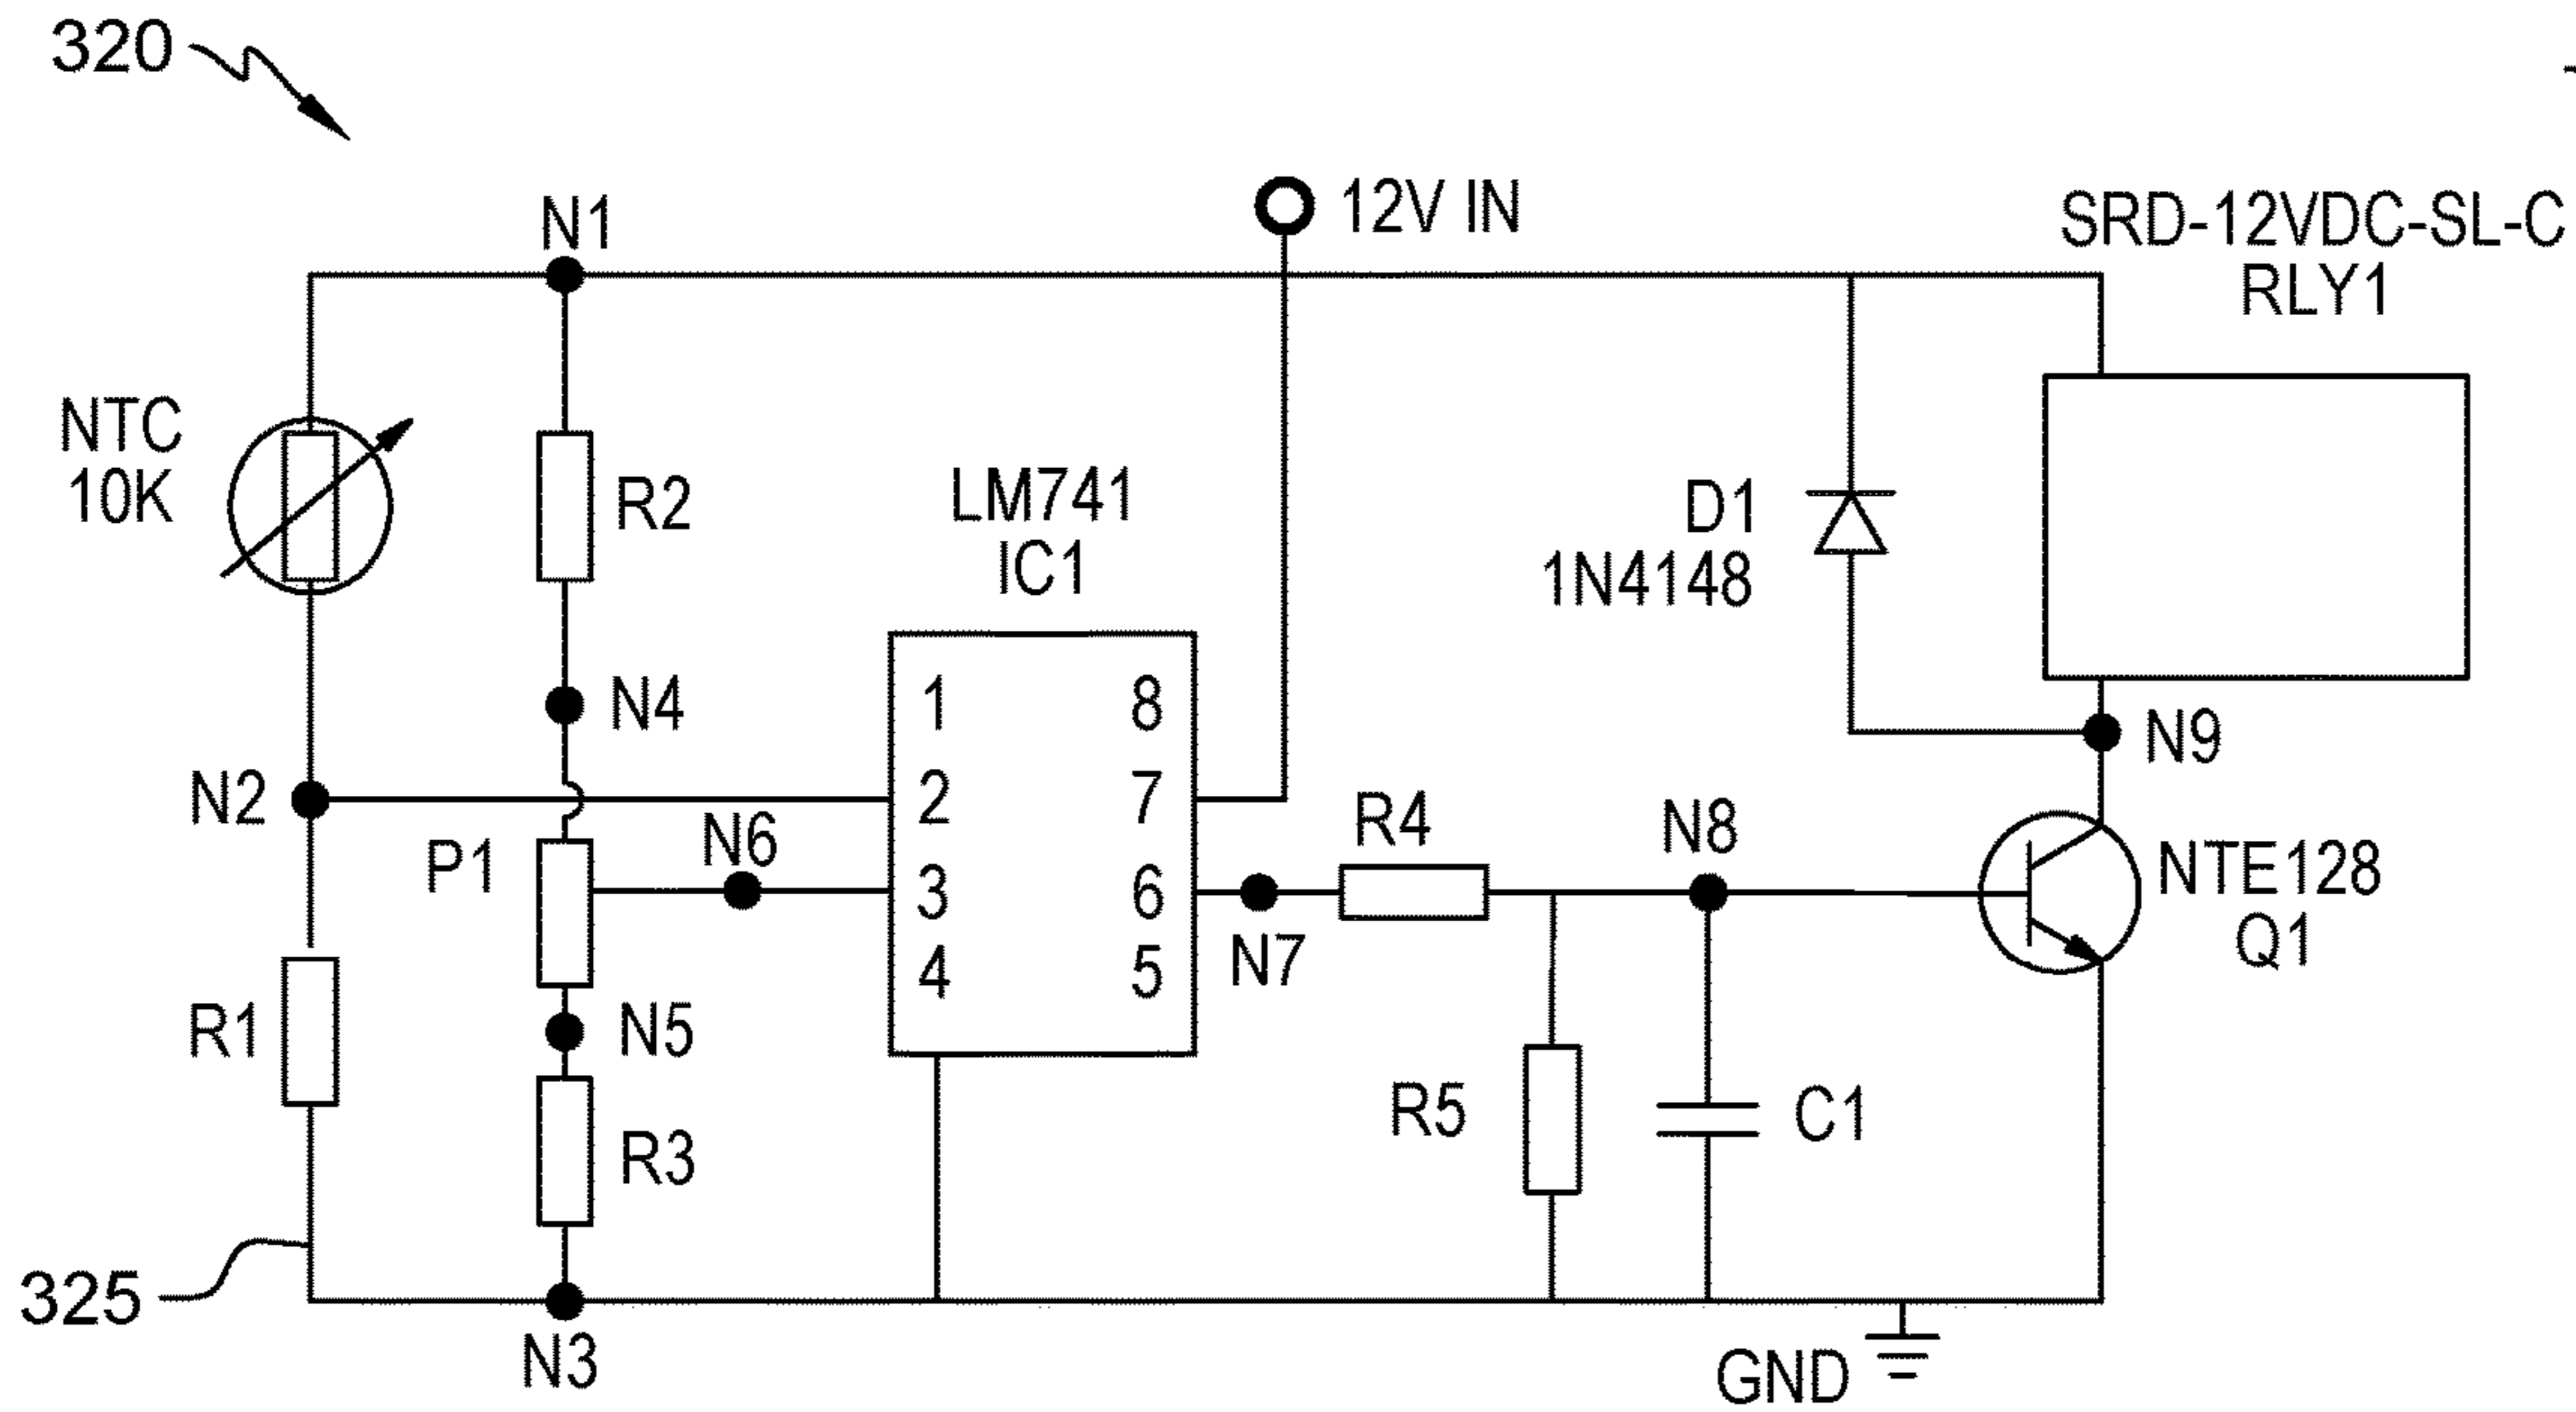 320
12V IN
SRD-12VDC-SL-C
RLY1
N1
NTC
10K
R2
LM741
IC1
D1
1N4148
N4
1
8
N9
N2
2
7
P1
N6
R4
N8
NTE128
Q1
3
6
N7
4
5
R1
N5
R5
C1
R3
325
N3
GND